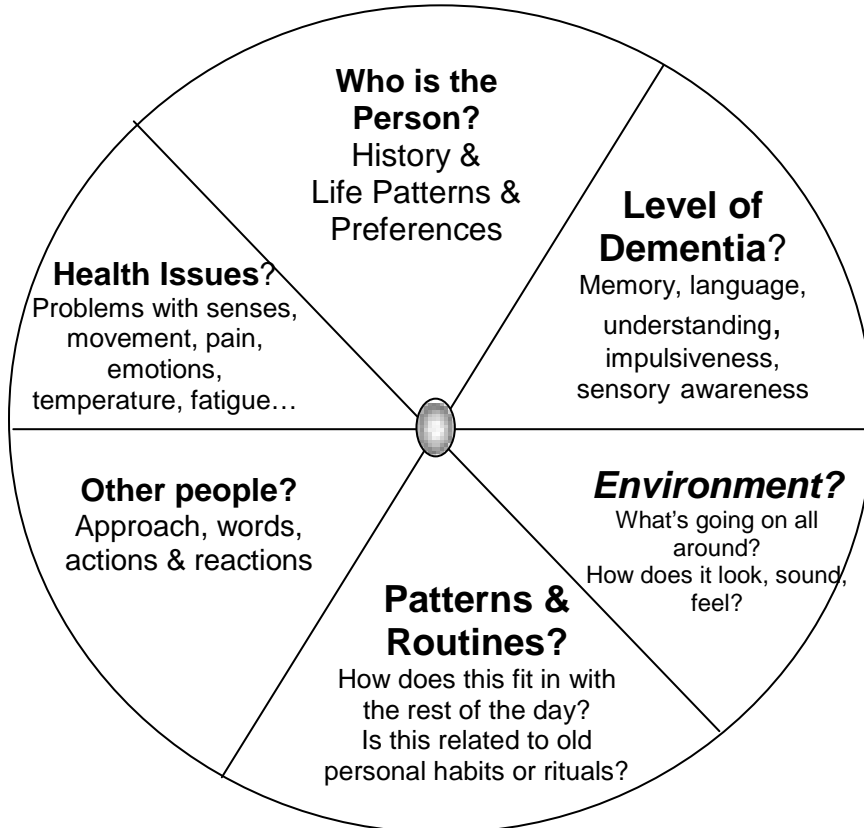 Who is the
Person?
History &
Life Patterns &
Preferences
Level of
Dementia?
Memory, language,
understanding,
impulsiveness,
sensory awareness
Environment?
What's going on all
around?
How does it look, sound,
feel?
Patterns &
Routines?
How does this fit in with
the rest of the day?
Is this related to old
personal habits or rituals?
Other people?
Approach, words,
actions & reactions
Health Issues?
Problems with senses,
movement, pain,
emotions,
temperature, fatigue…